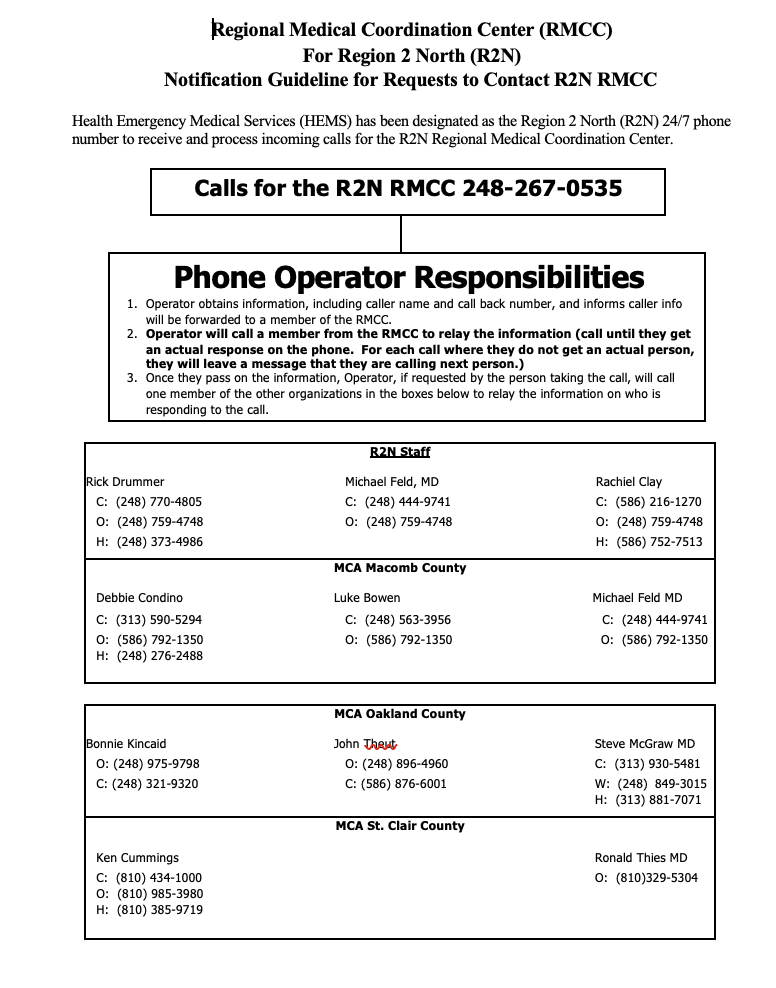 Regional Medical Coordination Center (RMCC)
For Region 2 North (R2N)
Notification Guideline for Requests to Contact R2N RMCC
Health Emergency Medical Services (HEMS) has been designated as the Region 2 North (R2N) 24/7 phone
number to receive and process incoming calls for the R2N Regional Medical Coordination Center.
Calls for the R2N RMCC 248-267-0535
Phone Operator Responsibilities
1. Operator obtains information, including caller name and call back number, and informs caller info
will be forwarded to a member of the RMCC.
2. Operator will call a member from the RMCC to relay the information (call until they get
an actual response on the phone. For each call where they do not get an actual person,
they will leave a message that they are calling next person.)
3. Once they pass on the information, Operator, if requested by the person taking the call, will call
one member of the other organizations in the boxes below to relay the information on who is
responding to the call.
R2N Staff
Rick Drummer Michael Feld, MD Rachiel Clay
C: (248) 770-4805 C: (248) 444-9741 C: (586) 216-1270
O: (248) 759-4748 O: (248) 759-4748 O: (248) 759-4748
H: (248) 373-4986 H: (586) 752-7513
MCA Macomb County
Debbie Condino Luke Bowen Michael Feld MD
C: (313) 590-5294 C: (248) 563-3956 C: (248) 444-9741
O: (586) 792-1350 O: (586) 792-1350 O: (586) 792-1350
H: (248) 276-2488
MCA Oakland County
Bonnie Kincaid John Theut Steve McGraw MD
O: (248) 975-9798 O: (248) 896-4960 C: (313) 930-5481
C: (248) 321-9320 C: (586) 876-6001 W: (248) 849-3015
H: (313) 881-7071
MCA St. Clair County
Ken Cummings Ronald Thies MD
C: (810) 434-1000 O: (810)329-5304
O: (810) 985-3980
H: (810) 385-9719